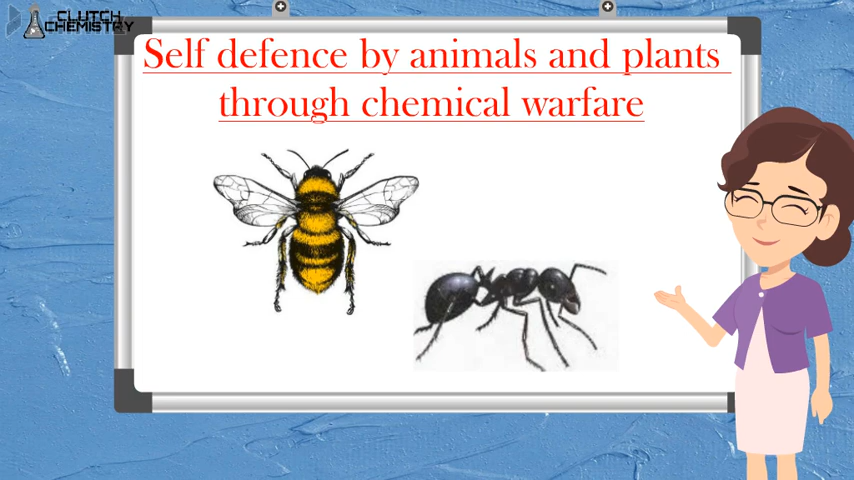 CLUTCH
CHEMISTRY
Self defence by animals and plants
through chemical warfare